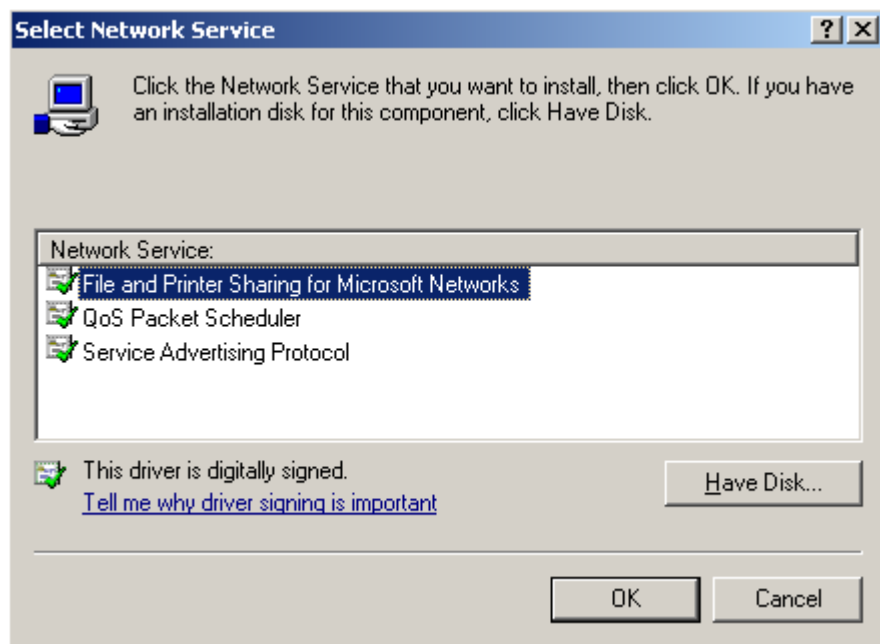 Select Network Service
Click the Network Service that you want to install, then click OK. If you have
an installation disk for this component, click Have Disk.
Network Service:
File and Printer Sharing for Microsoft Networks
QoS Packet Scheduler
Service Advertising Protocol
This driver is digitally signed.
Tell me why driver signing is important
Have Disk...
OK
Cancel